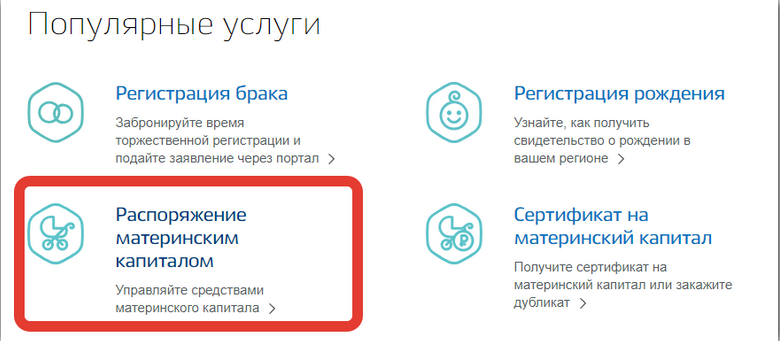 Популярные услуги
Регистрация брака
Забронируйте время
торжественной регистрации и
подайте заявление через портал
Регистрация рождения
Узнайте, как получить
свидетельство о рождении в
вашем регионе
Распоряжение
материнским
капиталом
Управляйте средствами
материнского капитала
Сертификат на
материнский капитал
Получите сертификат на
материнский капитал или закажите
дубликат